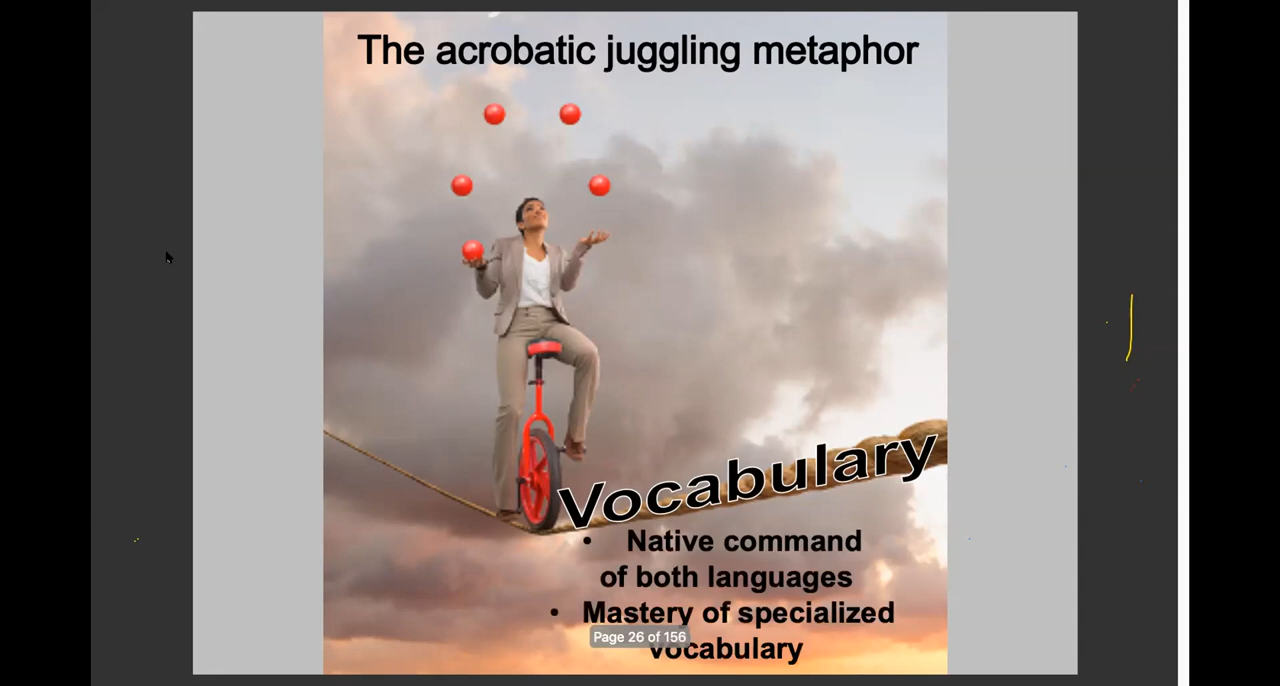 The acrobatic juggling metaphor
Vocabulary
• Native command
of both languages
• Mastery of specialized
Page 26 of 156
vocabulary